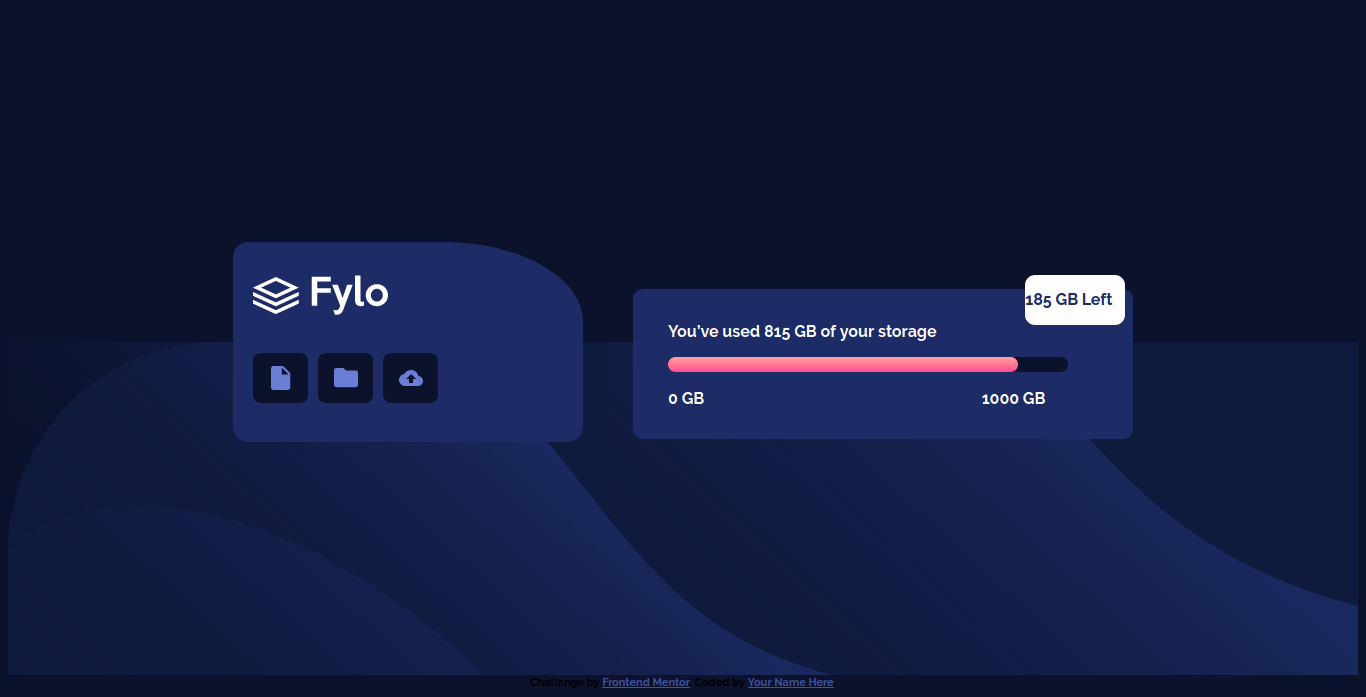 Fylo
185 GB Left
You've used 815 GB of your storage
0 GB 1000 GB
Challenge by Frontend Mentor. Coded by Your Name Here.